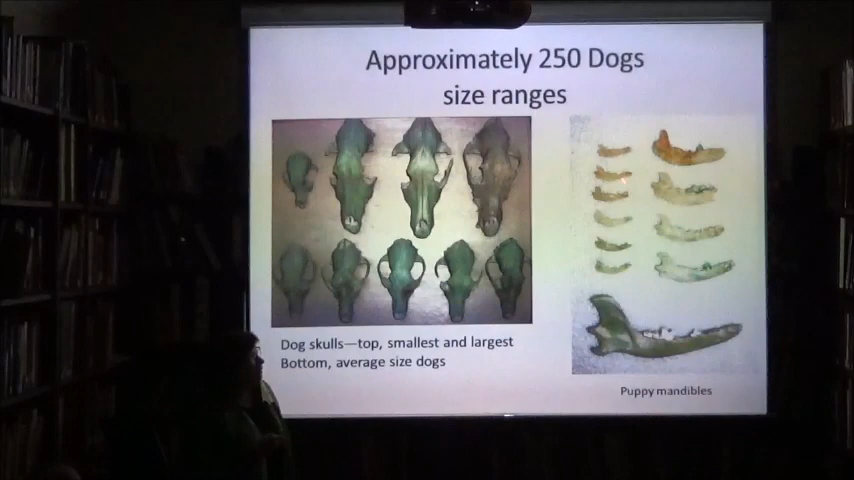 Approximately 250 Dogs
size ranges
Dog skulls—top, smallest and largest
Bottom, average size dogs
Puppy mandibles